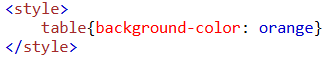 <style>
    table{background-color: orange}
</style>